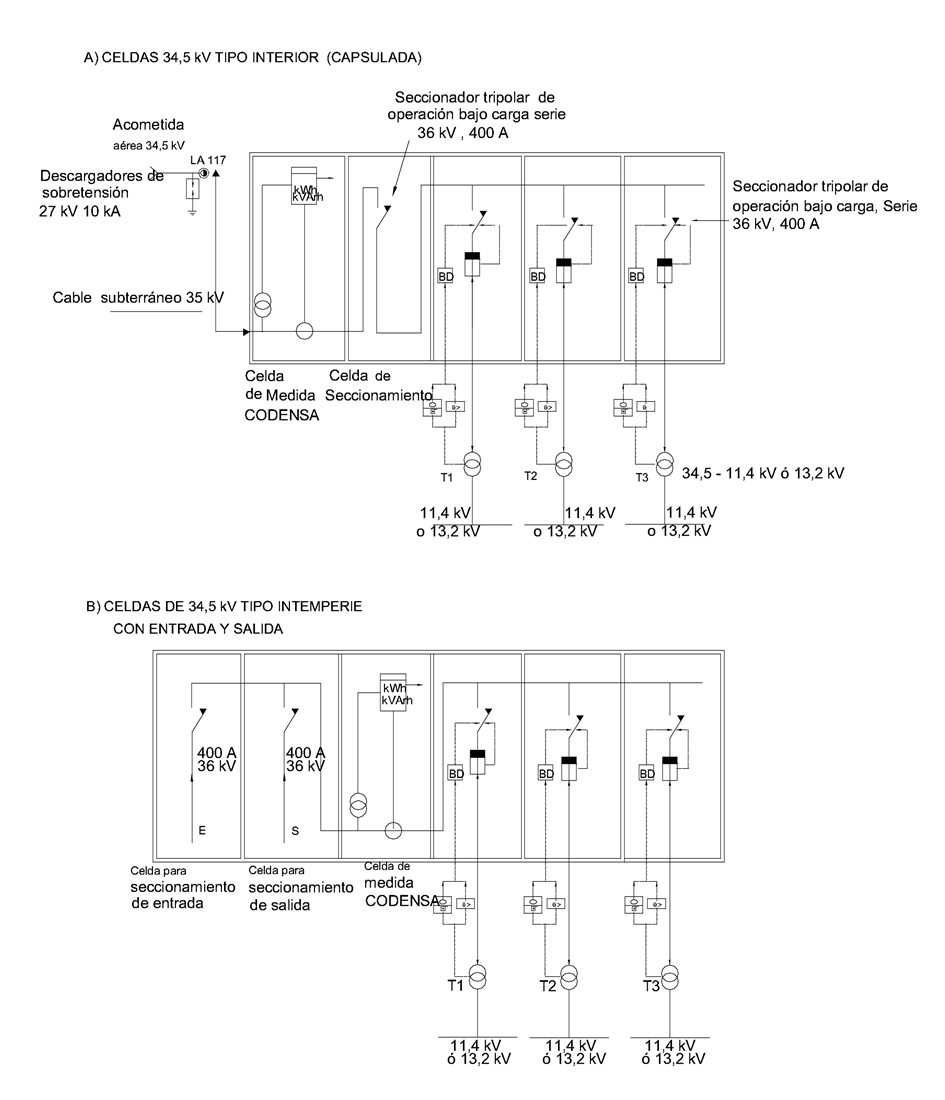 A) CELDAS 34,5 kV TIPO INTERIOR (CAPSULADA)
Seccionador tripolar de
operación bajo carga serie
36 kV , 400 A
Acometida
aérea 34,5 kV
LA 117
Descargadores de
sobretensión
27 kV 10 kA
kWh
kVArh
Seccionador tripolar de
operación bajo carga, Serie
36 kV, 400 A
BD
BD
BD
Cable subterráneo 35 kV
Celda
de Medida
CODENSA
Celda de
Seccionamiento
T1
T2
T3
34,5 - 11,4 kV ó 13,2 kV
11,4 kV
o 13,2 kV
11,4 kV
o 13,2 kV
11,4 kV
o 13,2 kV
B) CELDAS DE 34,5 kV TIPO INTEMPERIE
CON ENTRADA Y SALIDA
kWh
kVArh
400 A
36 kV
400 A
36 kV
BD
BD
BD
E
S
Celda para
seccionamiento
de entrada
Celda para
seccionamiento
de salida
Celda de
medida
CODENSA
T1
T2
T3
11,4 kV
ó 13,2 kV
11,4 kV
ó 13,2 kV
11,4 kV
ó 13,2 kV